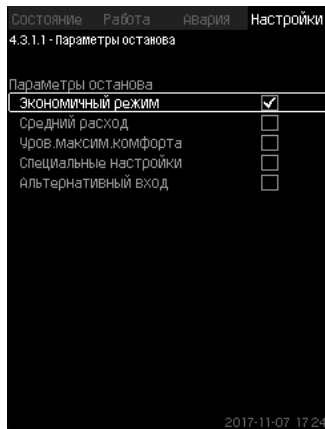 Состояние Работа Авария Настройки
4.3.1.1 - Параметры останова
Параметры останова
Экономичный режим
Средний расход
Уров.максим.комфорта
Специальные настройки
Альтернативный вход
2017-11-07 17:24